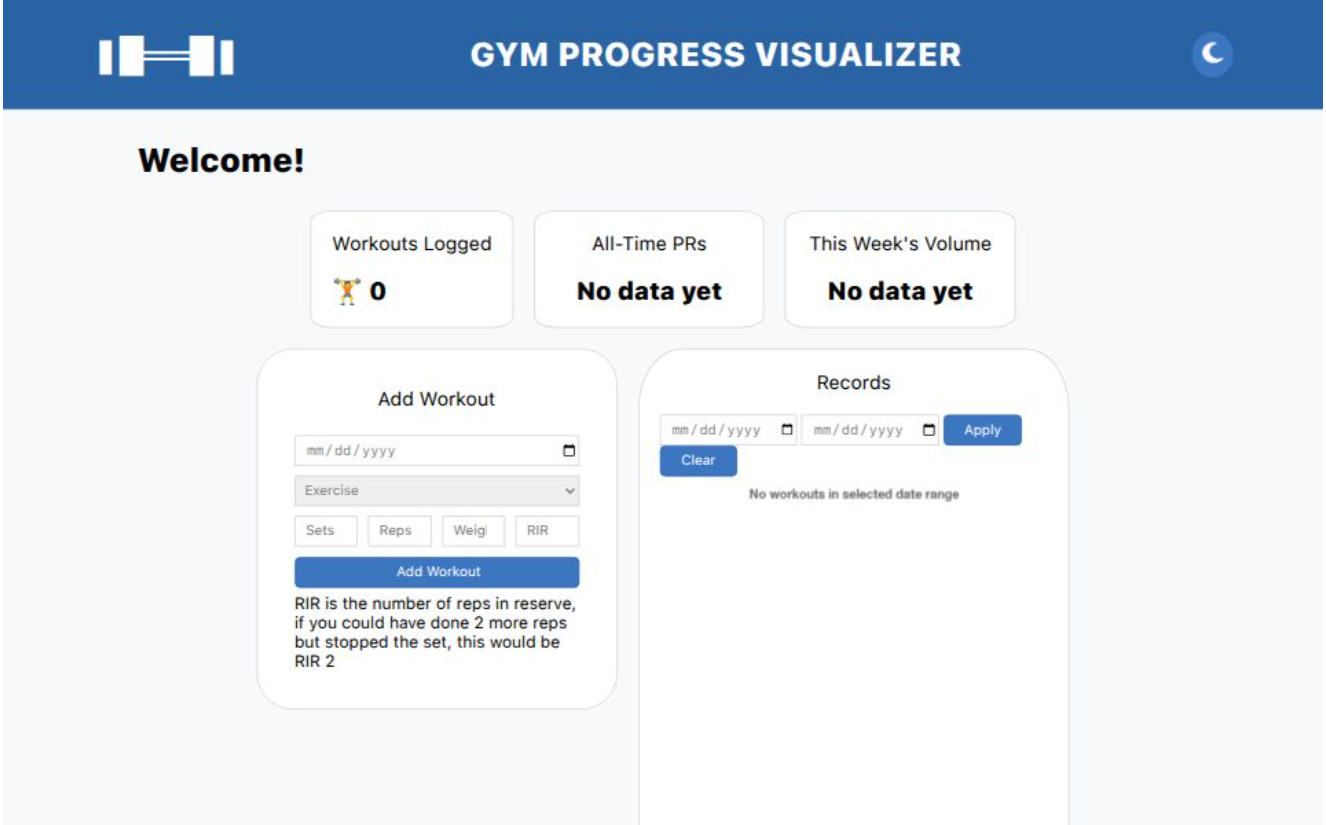 GYM PROGRESS VISUALIZER
Welcome!
Workouts Logged
0
All-Time PRs
No data yet
This Week's Volume
No data yet
Add Workout
mm/dd/yyyy
Exercise
Sets
Reps
Weigl
RIR
Add Workout
RIR is the number of reps in reserve,
if you could have done 2 more reps
but stopped the set, this would be
RIR 2
Records
mm/dd/yyyy
mm/dd/yyyy
Apply
Clear
No workouts in selected date range